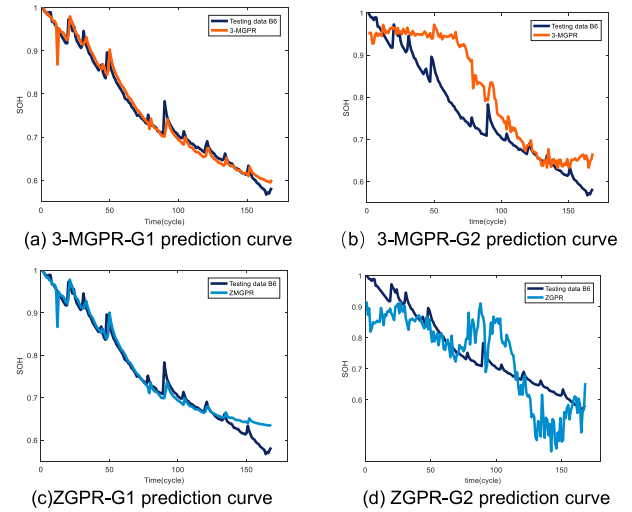 1
0.9
0.8
0.7
0.6
SOH
0
50
100
150
Time(cycle)
Testing data B6
3-MGPR
(a) 3-MGPR-G1 prediction curve
1
0.9
0.8
0.7
0.6
SOH
0
50
100
150
Time(cycle)
Testing data B6
3-MGPR
(b) 3-MGPR-G2 prediction curve
1
0.9
0.8
0.7
0.6
SOH
0
50
100
150
Time(cycle)
Testing data B6
ZMGPR
(c)ZGPR-G1 prediction curve
1
0.9
0.8
0.7
0.6
SOH
0
50
100
150
Time(cycle)
Testing data B6
ZGPR
(d) ZGPR-G2 prediction curve